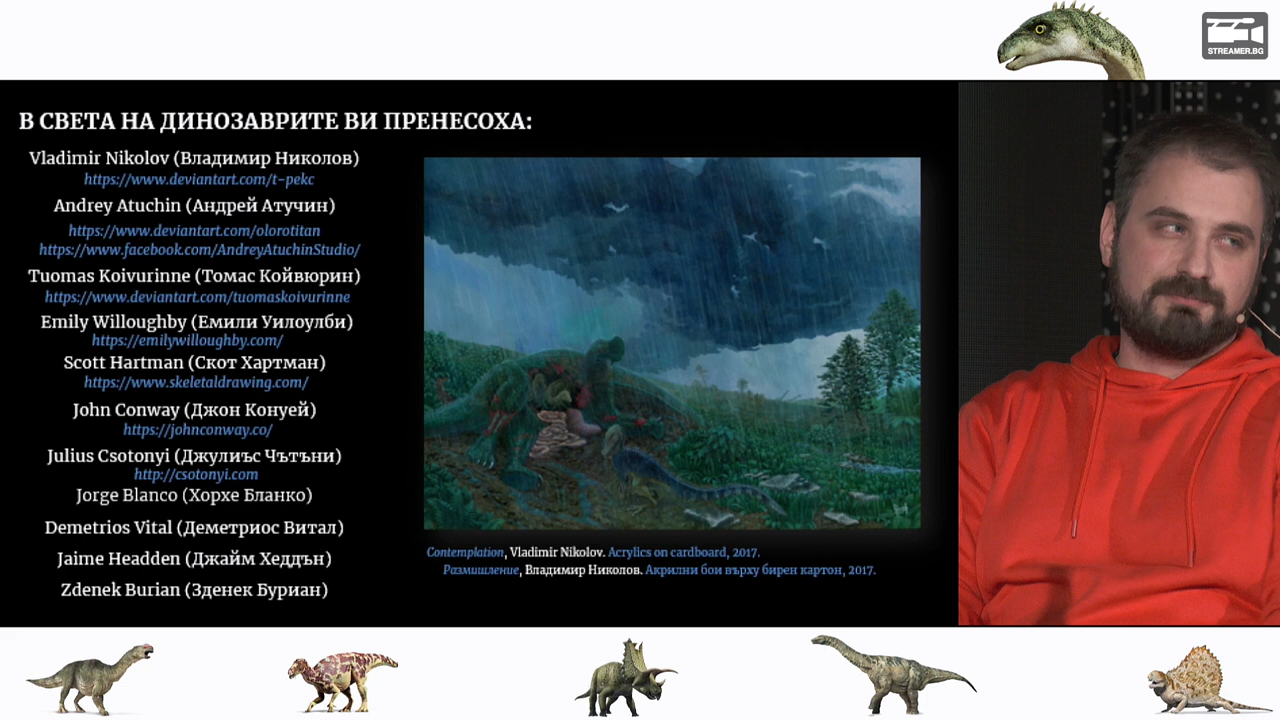 STREAMER.BG
В СВЕТА НА ДИНОЗАВРИТЕ ВИ ПРЕНЕСОХА:
Vladimir Nikolov (Владимир Николов)
https://www.deviantart.com/t-pekc
Andrey Atuchin (Андрей Атучин)
https://www.deviantart.com/olorotitan
https://www.facebook.com/AndreyAtuchinStudio/
Tuomas Koivurinne (Томас Койвюрин)
https://www.deviantart.com/tuomaskoivurinne
Emily Willoughby (Емили Уилоулби)
https://emilywilloughby.com/
Scott Hartman (Скот Хартман)
https://www.skeletaldrawing.com/
John Conway (Джон Конуей)
https://johnconway.co/
Julius Csotonyi (Джулиъс Чътъни)
http://csotonyi.com
Jorge Blanco (Хорхе Бланко)
Demetrios Vital (Деметриос Витал)
Jaime Headden (Джайм Хеддън)
Zdenek Burian (Зденек Буриан)
Contemplation, Vladimir Nikolov. Acrylics on cardboard, 2017.
Размишление, Владимир Николов. Акрилни бои върху бирен картон, 2017.